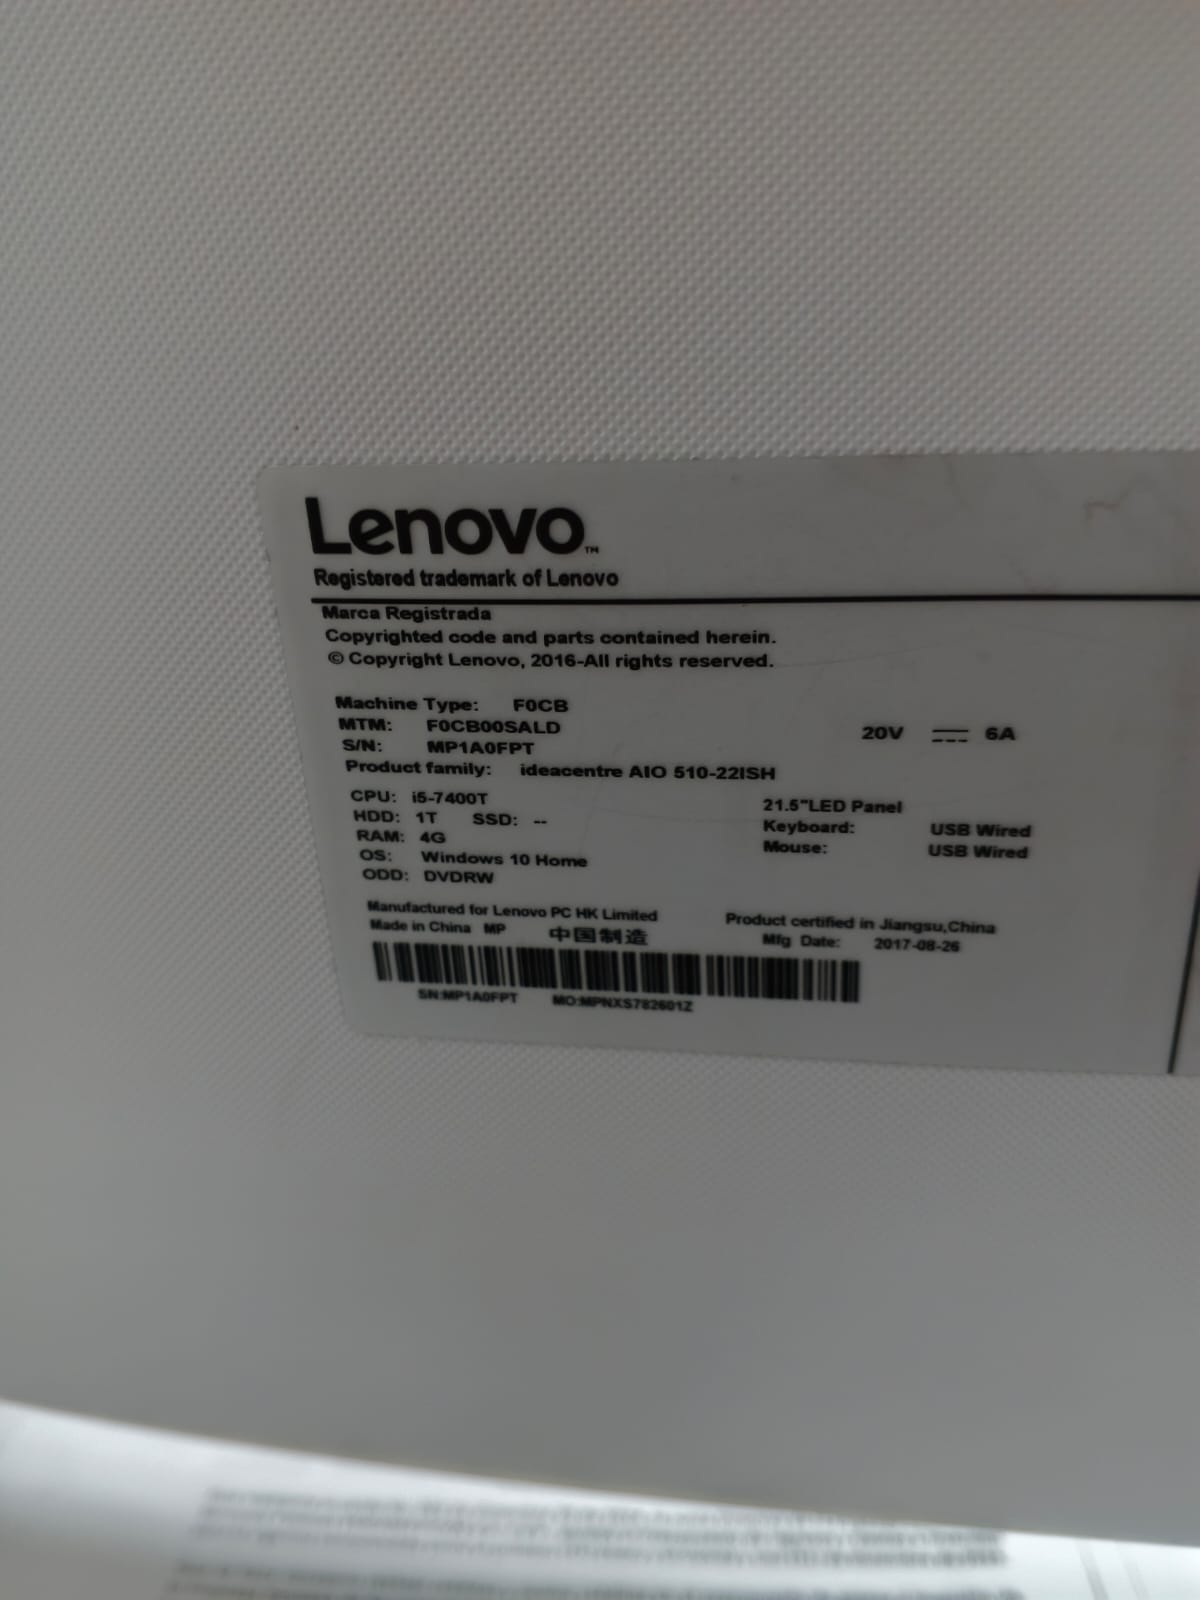 Lenovo™
Registered trademark of Lenovo
Marca Registrada
Copyrighted code and parts contained herein.
© Copyright Lenovo, 2016-All rights reserved.
Machine Type: F0CB
MTM: F0CB00SALD
S/N: MP1A0FPT
Product family: ideacentre AIO 510-22ISH
20V ⎓ 6A
CPU: i5-7400T
HDD: 1T SSD: --
RAM: 4G
OS: Windows 10 Home
ODD: DVDRW
21.5"LED Panel
Keyboard: USB Wired
Mouse: USB Wired
Manufactured for Lenovo PC HK Limited
Made in China MP 中国制造
Product certified in Jiangsu,China
Mfg Date: 2017-08-26
SN:MP1A0FPT MO:MPNXS782601Z